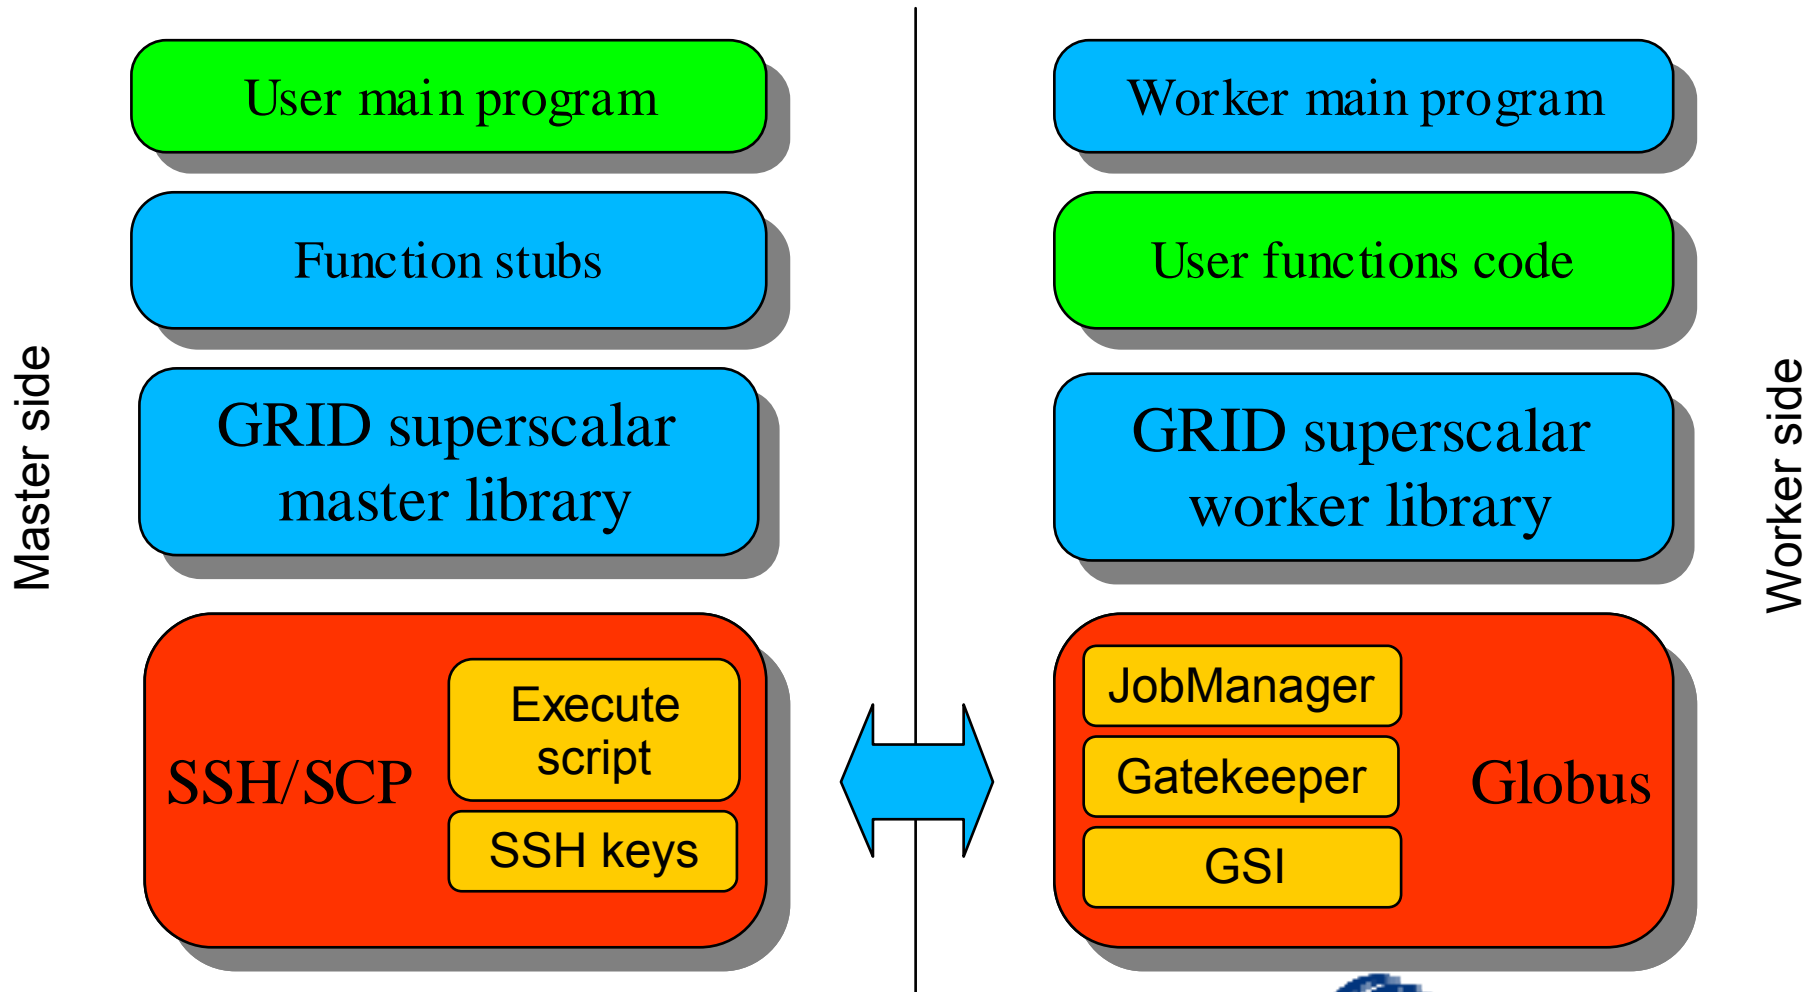 Master side
User main program
Function stubs
GRID superscalar
master library
SSH/SCP
Execute
script
SSH keys
Worker main program
User functions code
GRID superscalar
worker library
JobManager
Gatekeeper
GSI
Globus
Worker side